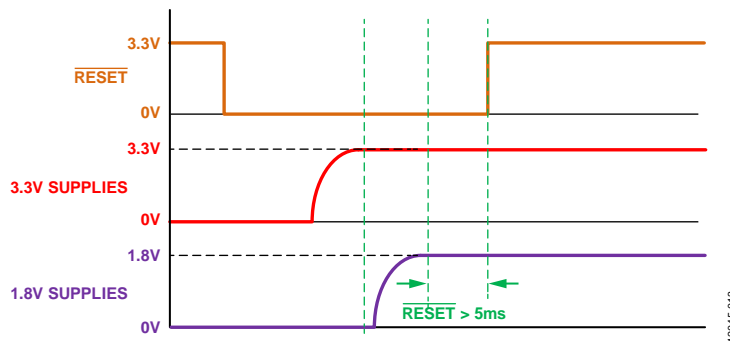 3.3V
RESET
0V
3.3V
3.3V SUPPLIES
0V
1.8V
1.8V SUPPLIES
RESET > 5ms
0V